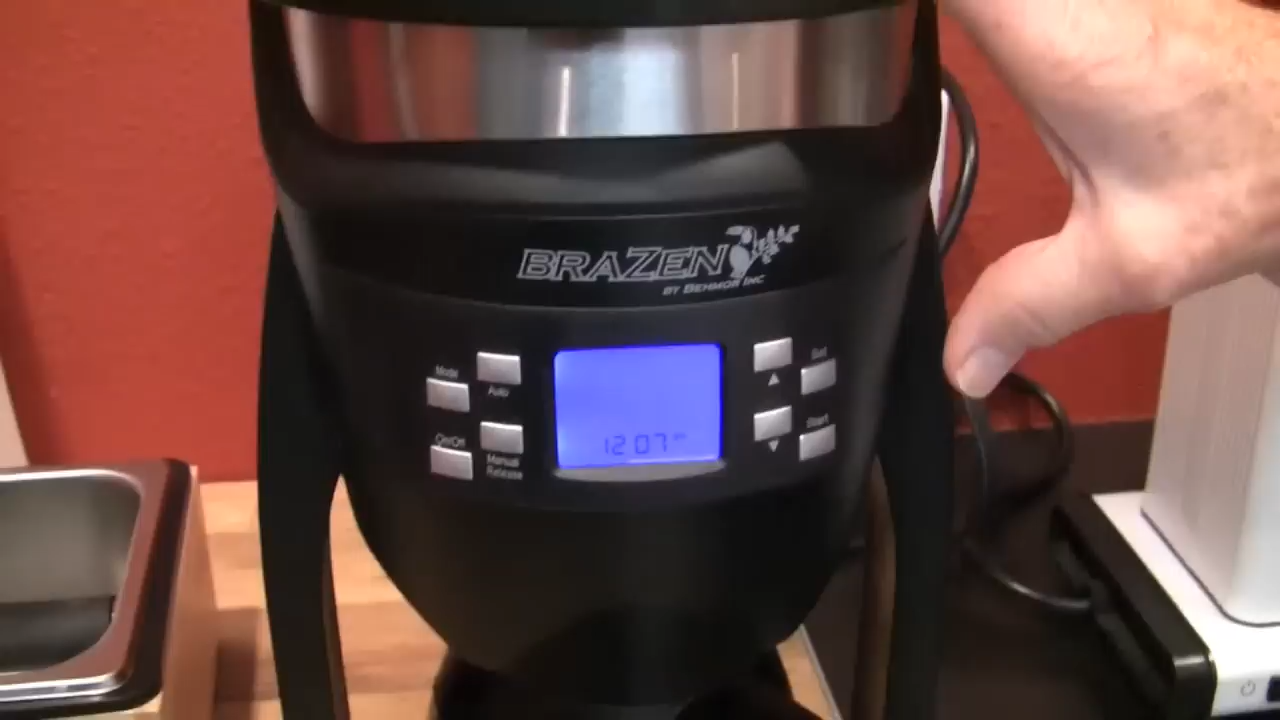 BRAZEN
BY BEHMOR INC
Mode
Auto
On/Off
Manual
Release
12:07
Set
Start